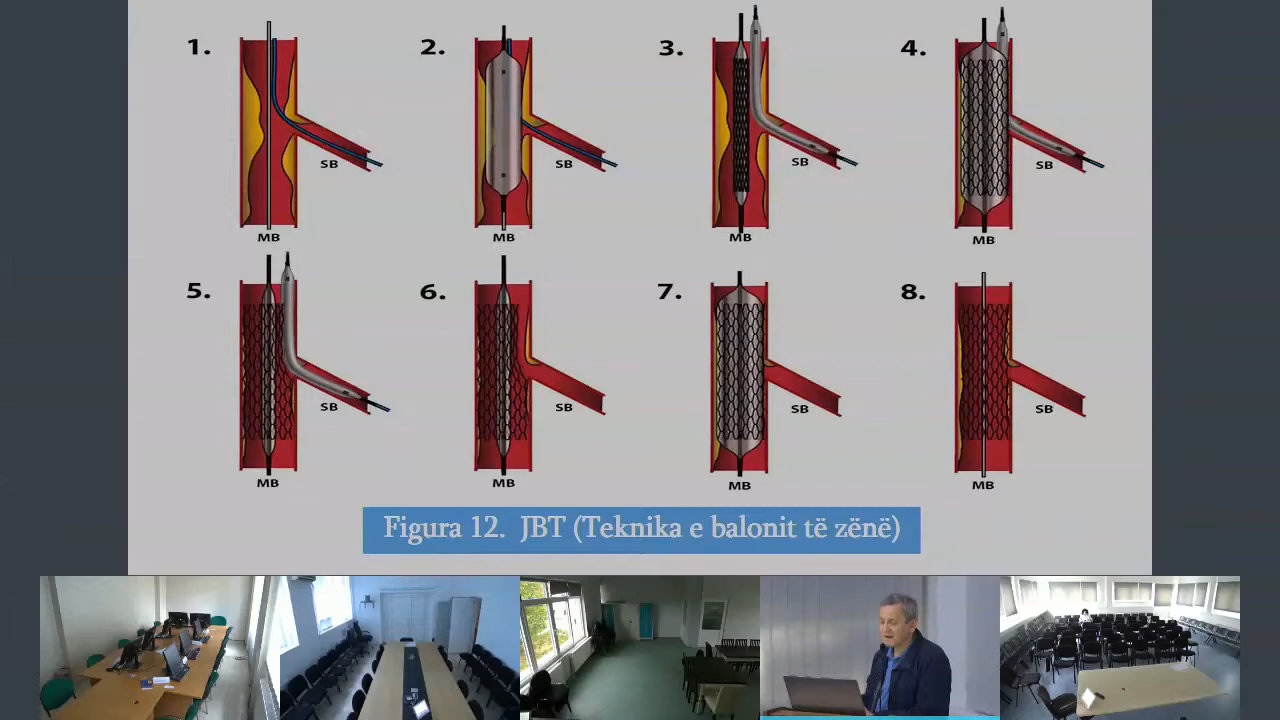 1. 2. 3. 4.
SB SB SB SB
MB MB MB MB
5. 6. 7. 8.
SB SB SB SB
MB MB MB MB
Figura 12. JBT (Teknika e balonit të zënë)